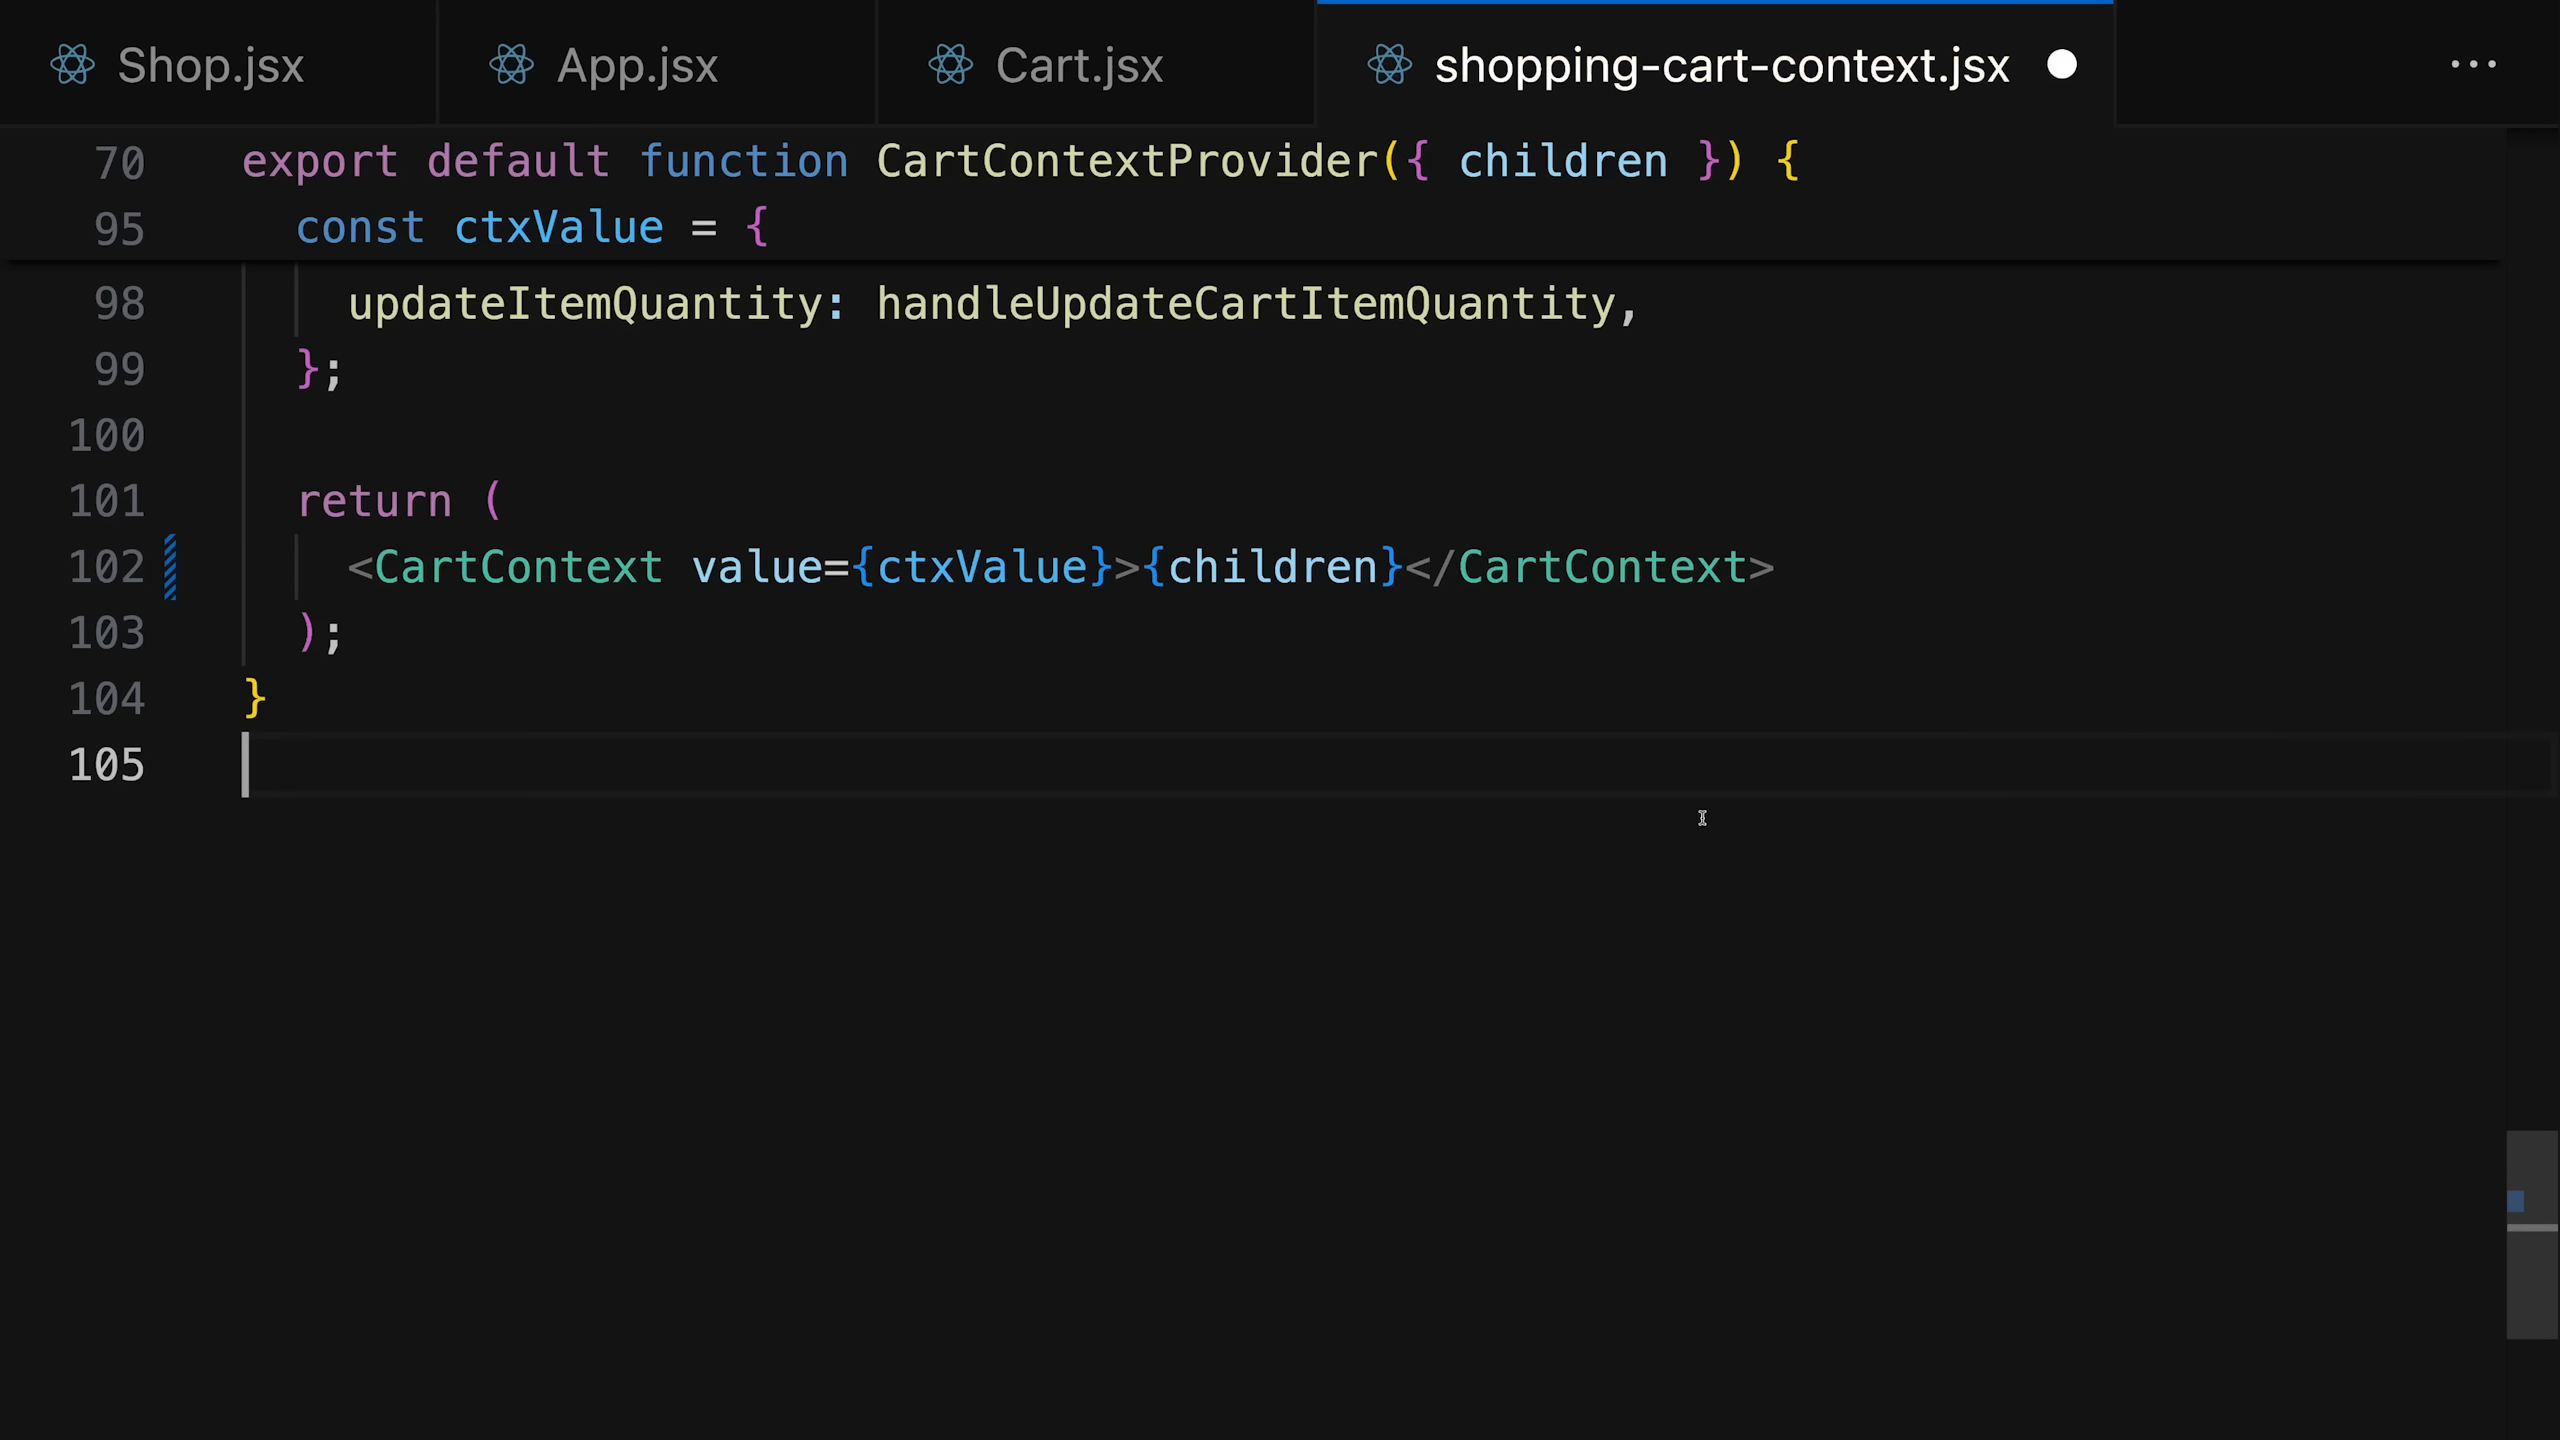 Shop.jsx App.jsx Cart.jsx shopping-cart-context.jsx ...
70 export default function CartContextProvider({ children }) {
95 const ctxValue = {
98 updateItemQuantity: handleUpdateCartItemQuantity,
99 };
100
101 return (
102 <CartContext value={ctxValue}>{children}</CartContext>
103 );
104 }
105